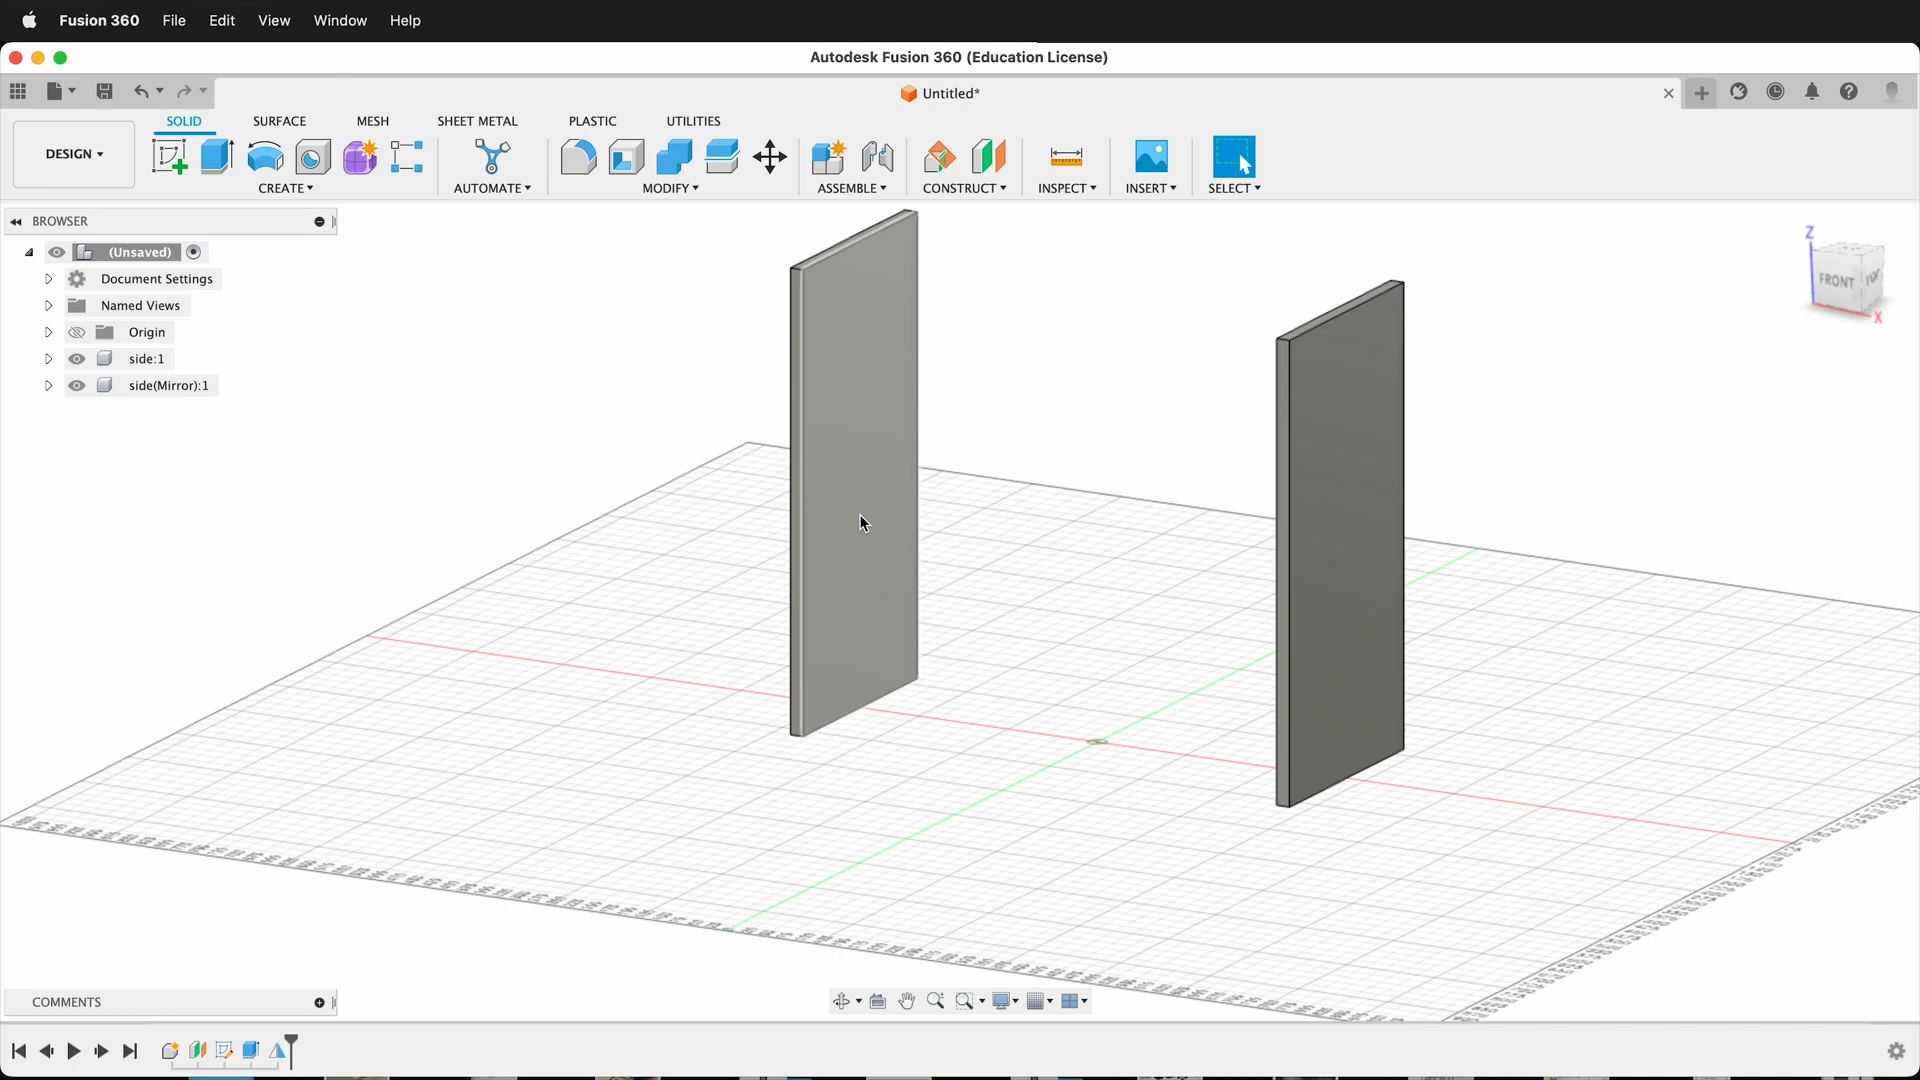 Fusion 360 File Edit View Window Help
Autodesk Fusion 360 (Education License)
Untitled*
SOLID SURFACE MESH SHEET METAL PLASTIC UTILITIES
DESIGN
CREATE AUTOMATE MODIFY ASSEMBLE CONSTRUCT INSPECT INSERT SELECT
BROWSER
(Unsaved)
Document Settings
Named Views
Origin
side:1
side(Mirror):1
Z
FRONT
X
COMMENTS